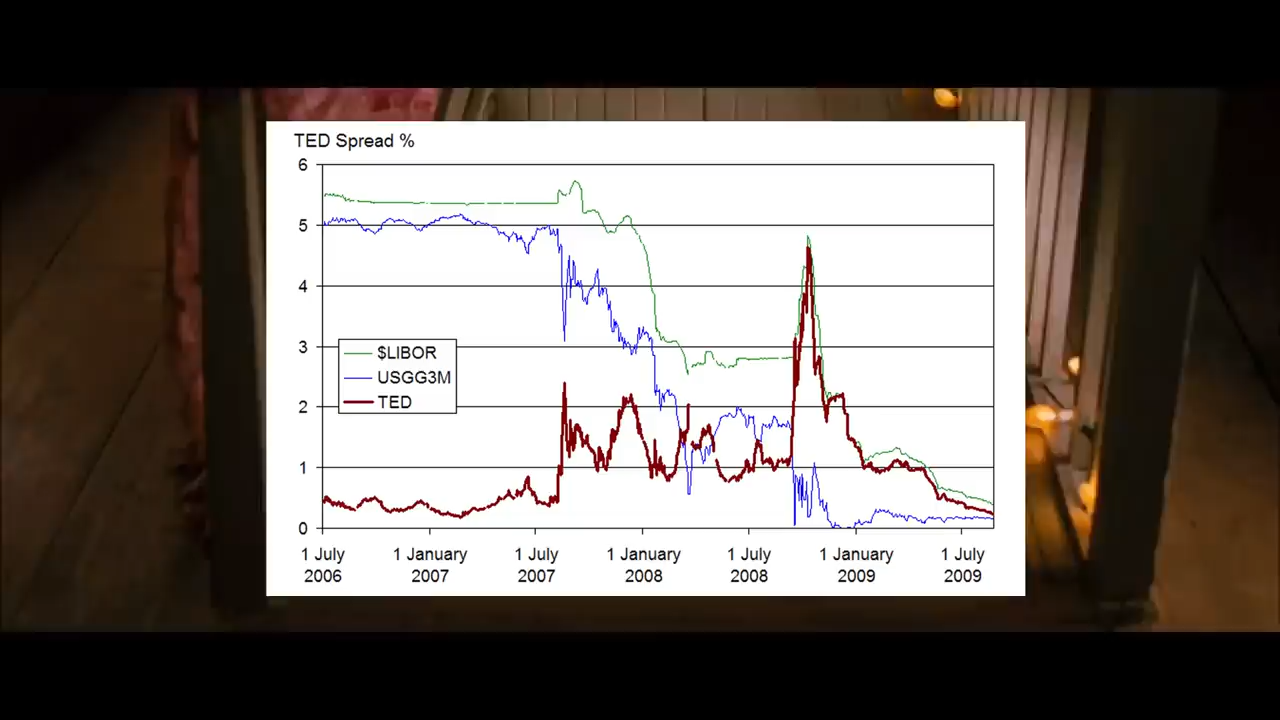 TED Spread %
6
5
4
3
2
1
0
$LIBOR
USGG3M
TED
1 July 1 January 1 July 1 January 1 July 1 January 1 July
2006 2007 2007 2008 2008 2009 2009